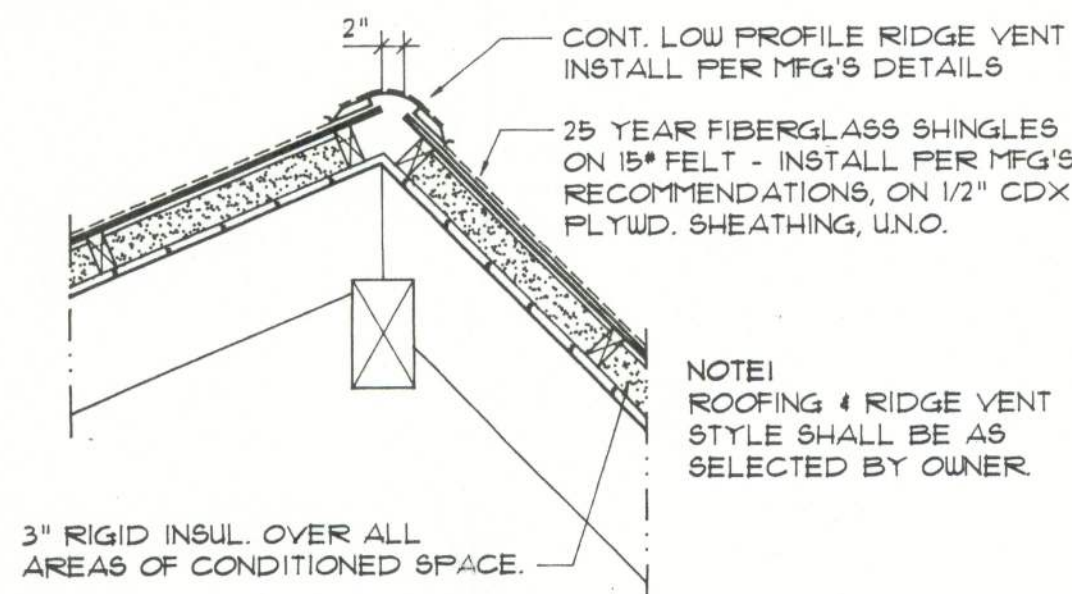 2"
CONT. LOW PROFILE RIDGE VENT
INSTALL PER MFG'S DETAILS
25 YEAR FIBERGLASS SHINGLES
ON 15# FELT - INSTALL PER MFG'S
RECOMMENDATIONS, ON 1/2" CDX
PLYWD. SHEATHING, U.N.O.
NOTE:
ROOFING & RIDGE VENT
STYLE SHALL BE AS
SELECTED BY OWNER.
3" RIGID INSUL. OVER ALL
AREAS OF CONDITIONED SPACE.